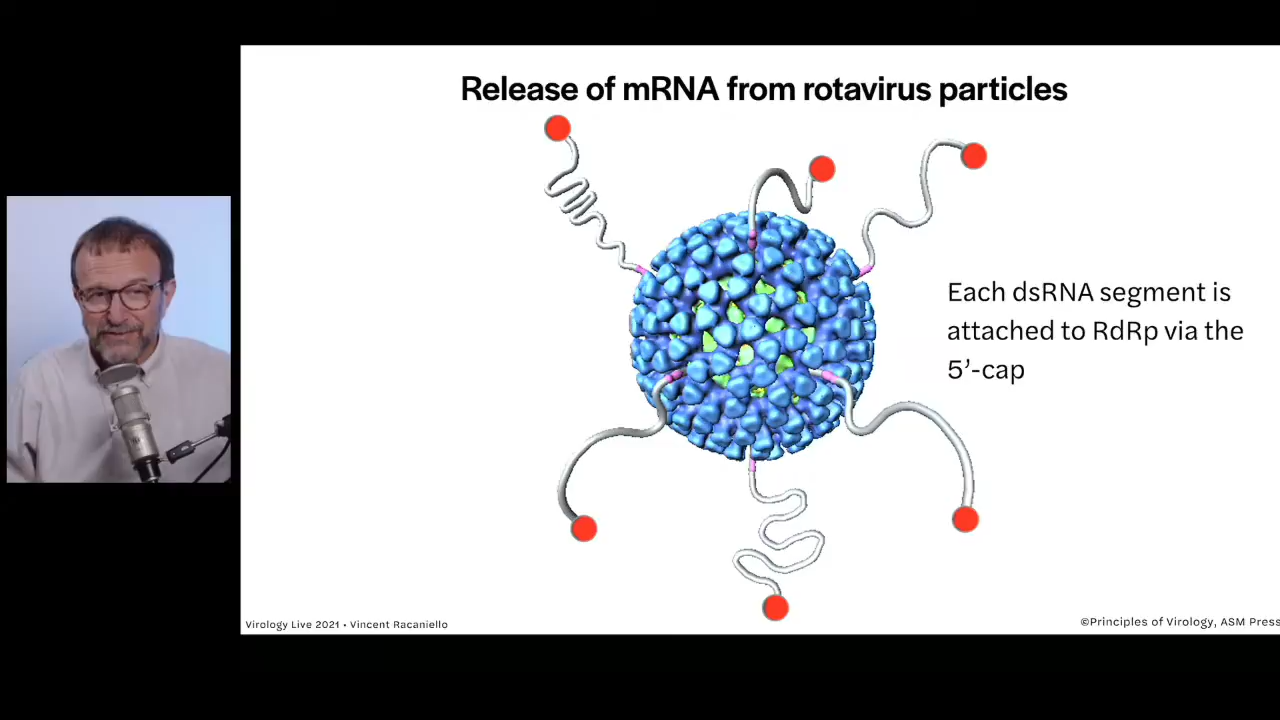 Release of mRNA from rotavirus particles
Each dsRNA segment is
attached to RdRp via the
5’-cap
Virology Live 2021 • Vincent Racaniello
©Principles of Virology, ASM Press